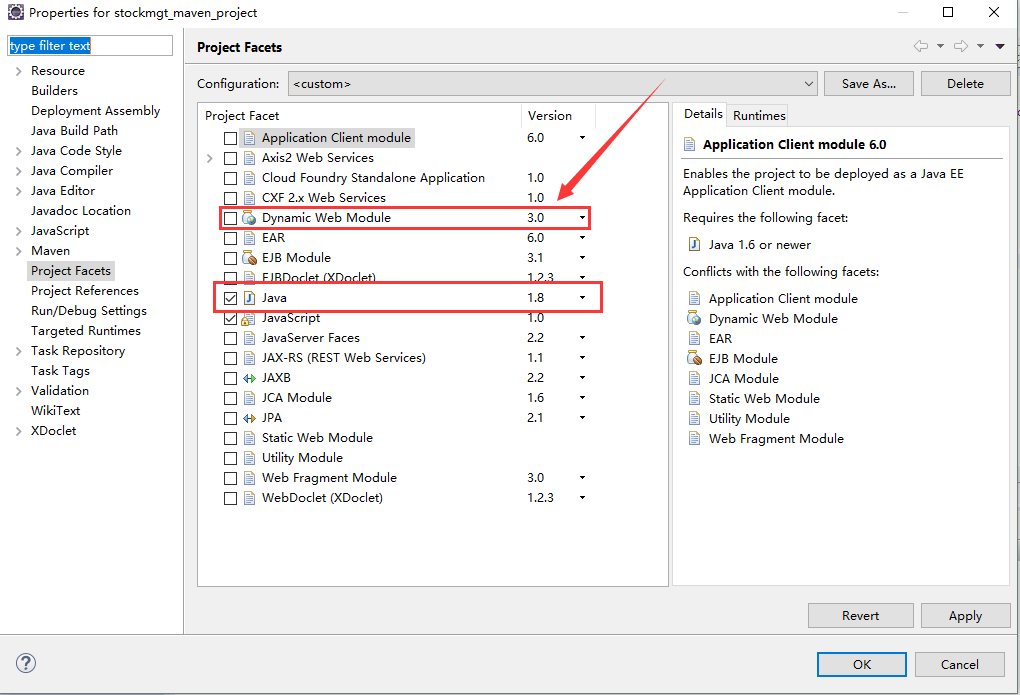 Properties for stockmgt_maven_project
type filter text
Resource
Builders
Deployment Assembly
Java Build Path
Java Code Style
Java Compiler
Java Editor
Javadoc Location
JavaScript
Maven
Project Facets
Project References
Run/Debug Settings
Targeted Runtimes
Task Repository
Task Tags
Validation
WikiText
XDoclet
Project Facets
Configuration: <custom> Save As... Delete
Project Facet Version
Application Client module 6.0
Axis2 Web Services
Cloud Foundry Standalone Application 1.0
CXF 2.x Web Services 1.0
Dynamic Web Module 3.0
EAR 6.0
EJB Module 3.1
EJBDoclet (XDoclet) 1.2.3
Java 1.8
JavaScript 1.0
JavaServer Faces 2.2
JAX-RS (REST Web Services) 1.1
JAXB 2.2
JCA Module 1.6
JPA 2.1
Static Web Module
Utility Module
Web Fragment Module 3.0
WebDoclet (XDoclet) 1.2.3
Details Runtimes
Application Client module 6.0
Enables the project to be deployed as a Java EE
Application Client module.
Requires the following facet:
Java 1.6 or newer
Conflicts with the following facets:
Application Client module
Dynamic Web Module
EAR
EJB Module
JCA Module
Static Web Module
Utility Module
Web Fragment Module
Revert Apply
OK Cancel